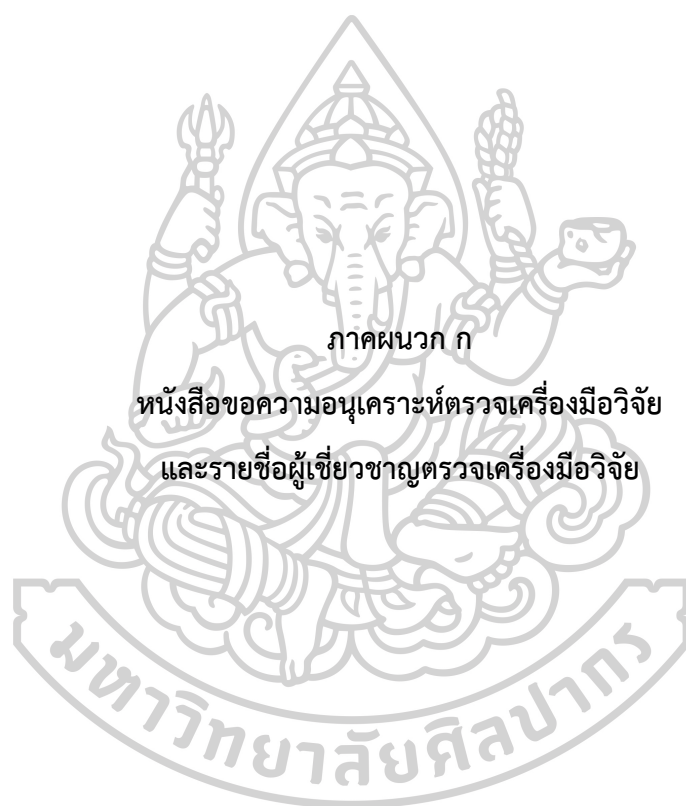 ภาคผนวก ก
หนังสือขอความอนุเคราะห์ตรวจเครื่องมือวิจัย
และรายชื่อผู้เชี่ยวชาญตรวจเครื่องมือวิจัย
มหาวิทยาลัยศิลปากร